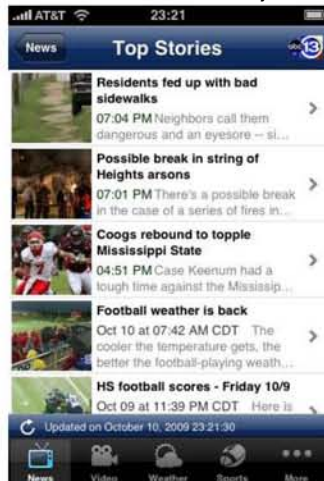 AT&T 23:21
News Top Stories abc 13
Residents fed up with bad
sidewalks
07:04 PM Neighbors call them
dangerous and an eyesore -- si...
Possible break in string of
Heights arsons
07:01 PM There's a possible break
in the case of a series of fires in...
Coogs rebound to topple
Mississippi State
04:51 PM Case Keenum had a
tough time against the Mississip...
Football weather is back
Oct 10 at 07:42 AM CDT The
cooler the temperature gets, the
better the football-playing weath...
HS football scores - Friday 10/9
Oct 09 at 11:39 PM CDT Here is
Updated on October 10, 2009 23:21:30
News Video Weather Sports More